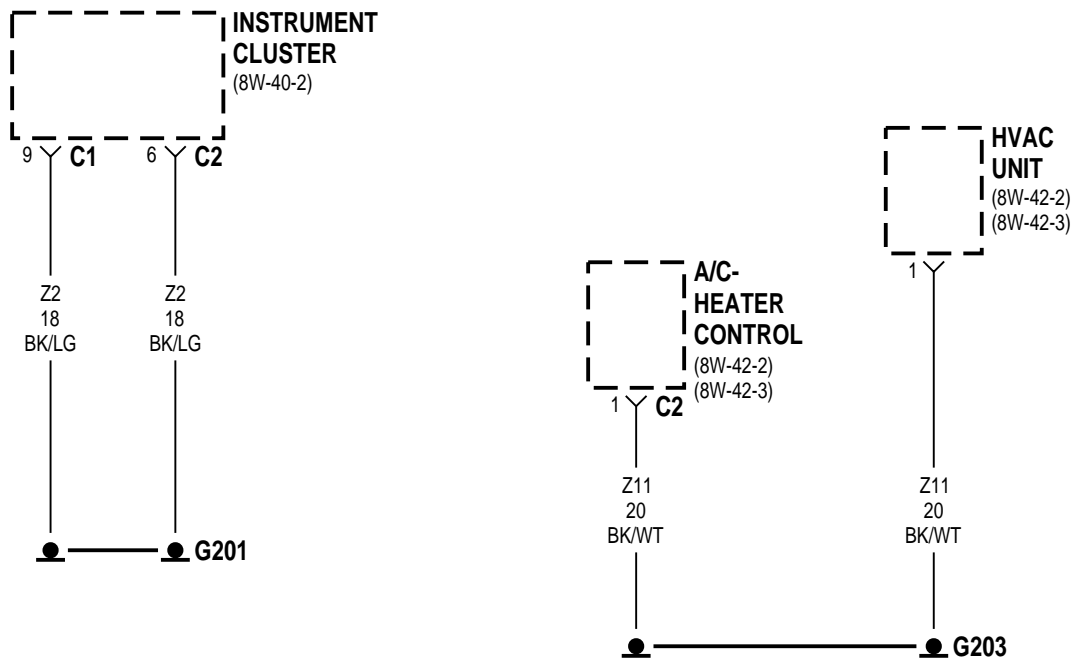 INSTRUMENT
CLUSTER
(8W-40-2)
9 C1
6 C2
Z2
18
BK/LG
Z2
18
BK/LG
G201
A/C-
HEATER
CONTROL
(8W-42-2)
(8W-42-3)
1 C2
Z11
20
BK/WT
HVAC
UNIT
(8W-42-2)
(8W-42-3)
1
Z11
20
BK/WT
G203